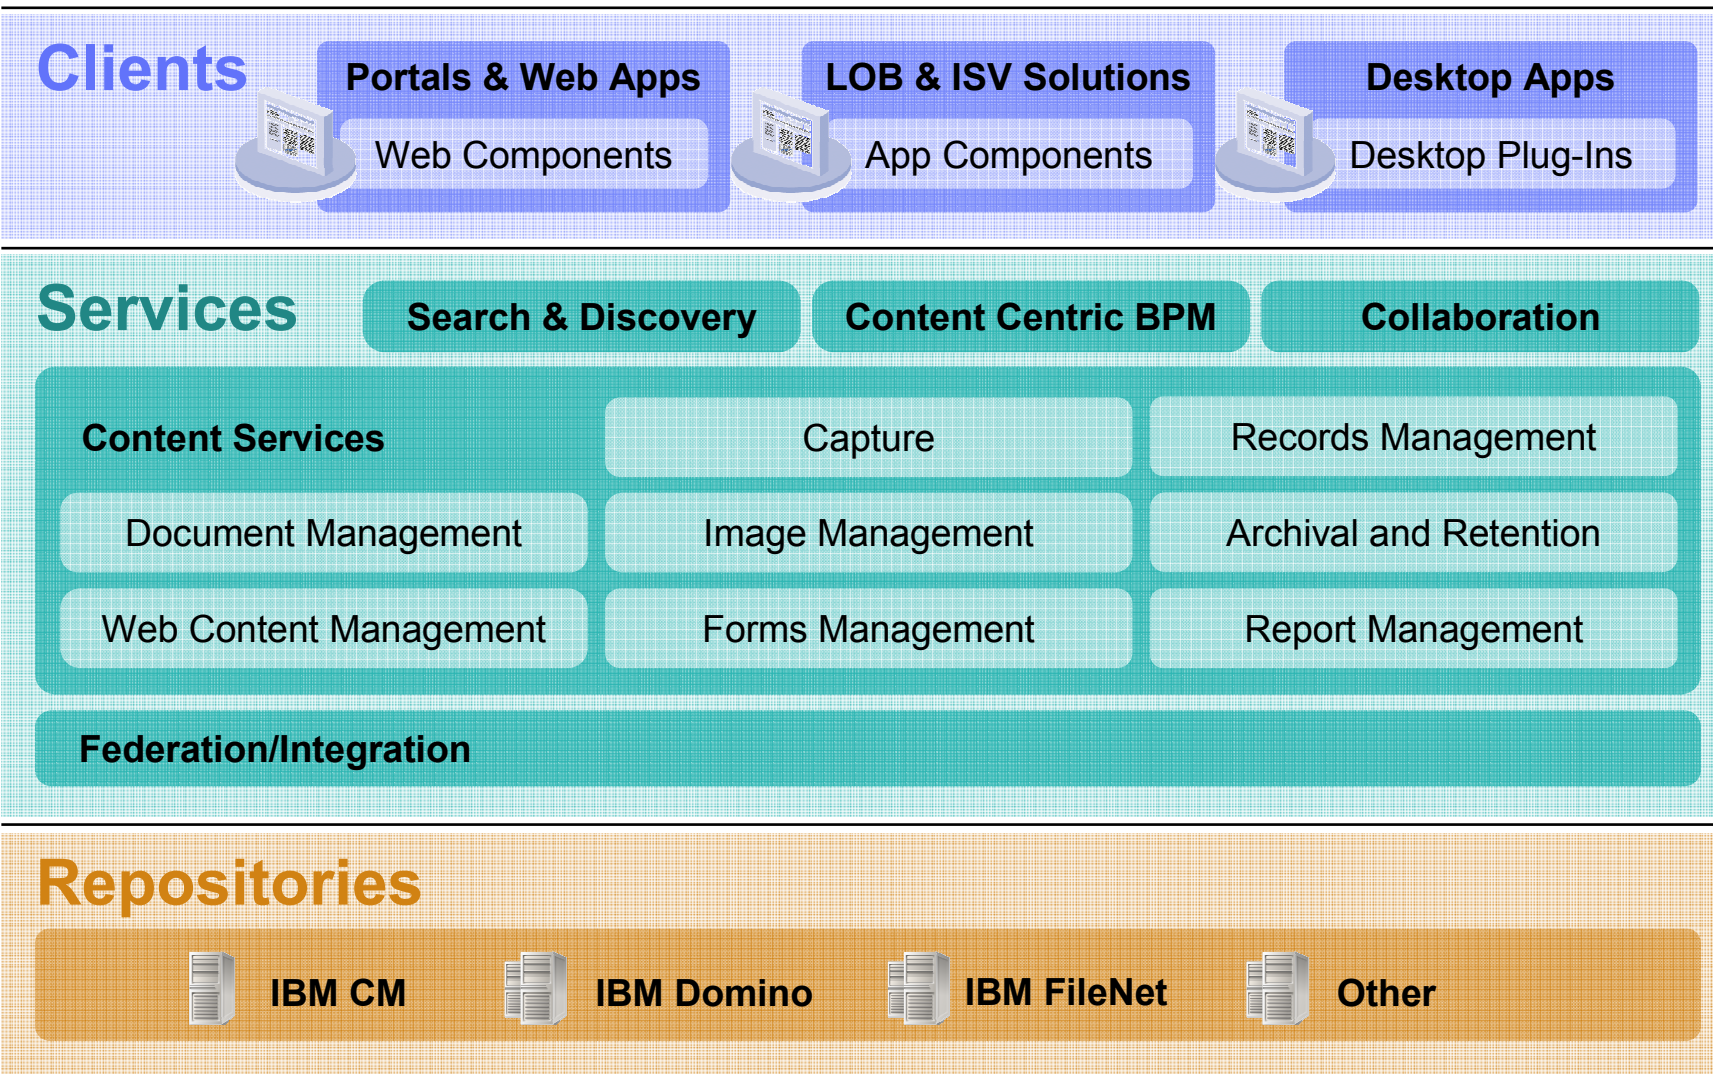 Clients
Portals & Web Apps
LOB & ISV Solutions
Desktop Apps
Web Components
App Components
Desktop Plug-Ins
Services
Search & Discovery
Content Centric BPM
Collaboration
Content Services
Capture
Records Management
Document Management
Image Management
Archival and Retention
Web Content Management
Forms Management
Report Management
Federation/Integration
Repositories
IBM CM
IBM Domino
IBM FileNet
Other